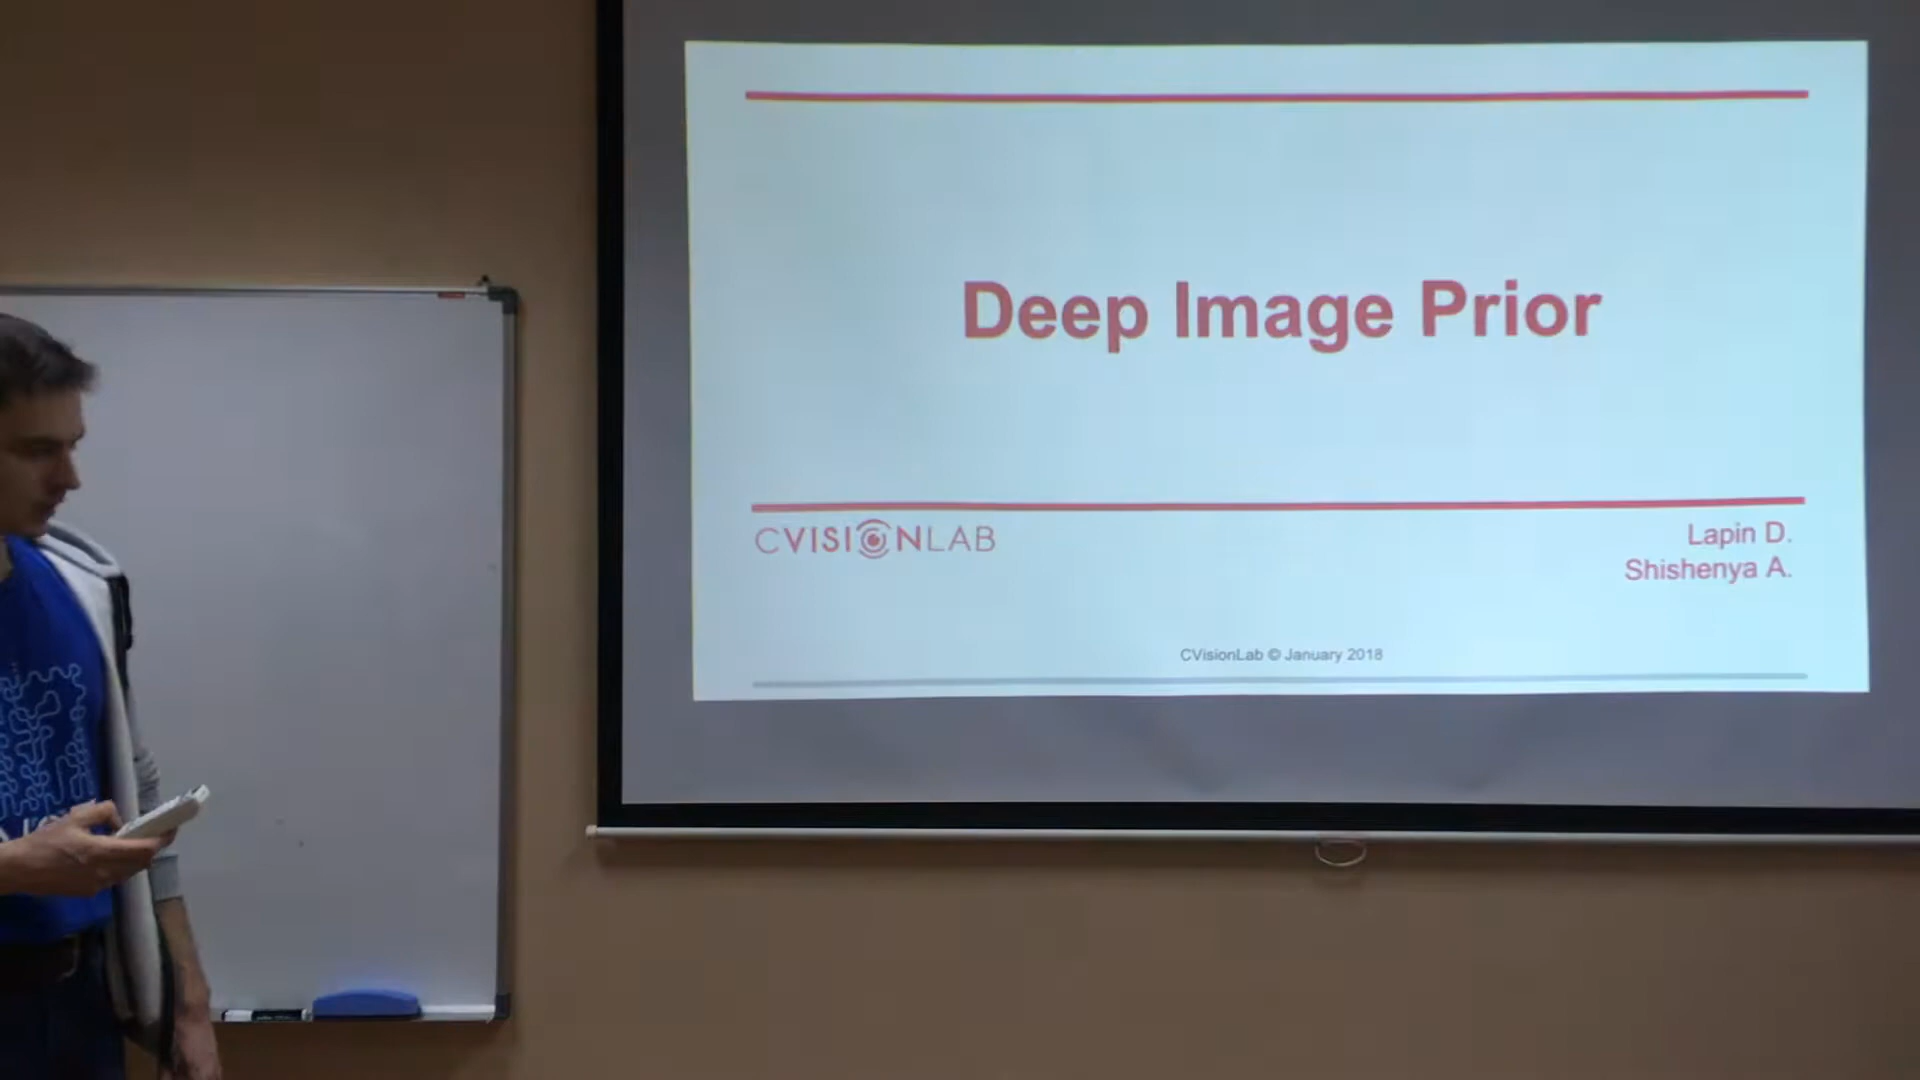 Deep Image Prior
CVISIONLAB
Lapin D.
Shishenya A.
CVisionLab © January 2018